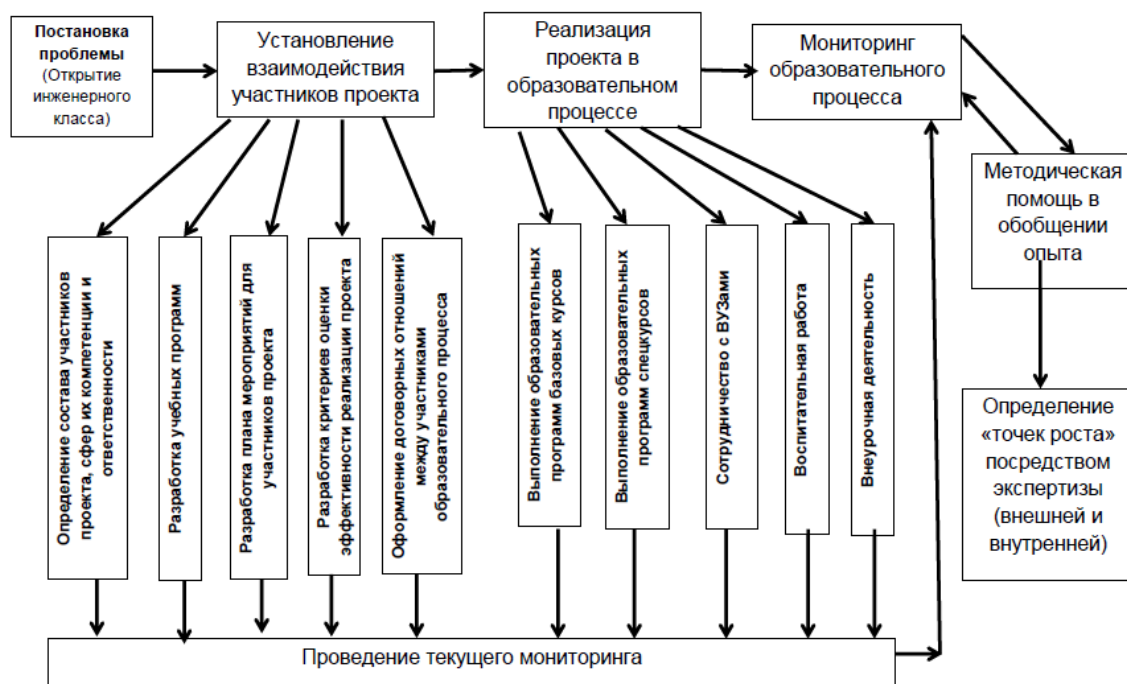 Постановка
проблемы
(Открытие
инженерного
класса)
Установление
взаимодействия
участников проекта
Реализация
проекта в
образовательном
процессе
Мониторинг
образовательного
процесса
Методическая
помощь в
обобщении
опыта
Определение
«точек роста»
посредством
экспертизы
(внешней и
внутренней)
Определение состава участников
проекта, сфер их компетенции и
ответственности
Разработка учебных программ
Разработка плана мероприятий для
участников проекта
Разработка критериев оценки
эффективности реализации проекта
Оформление договорных отношений
между участниками
образовательного процесса
Выполнение образовательных
программ базовых курсов
Выполнение образовательных
программ спецкурсов
Сотрудничество с ВУЗами
Воспитательная работа
Внеурочная деятельность
Проведение текущего мониторинга